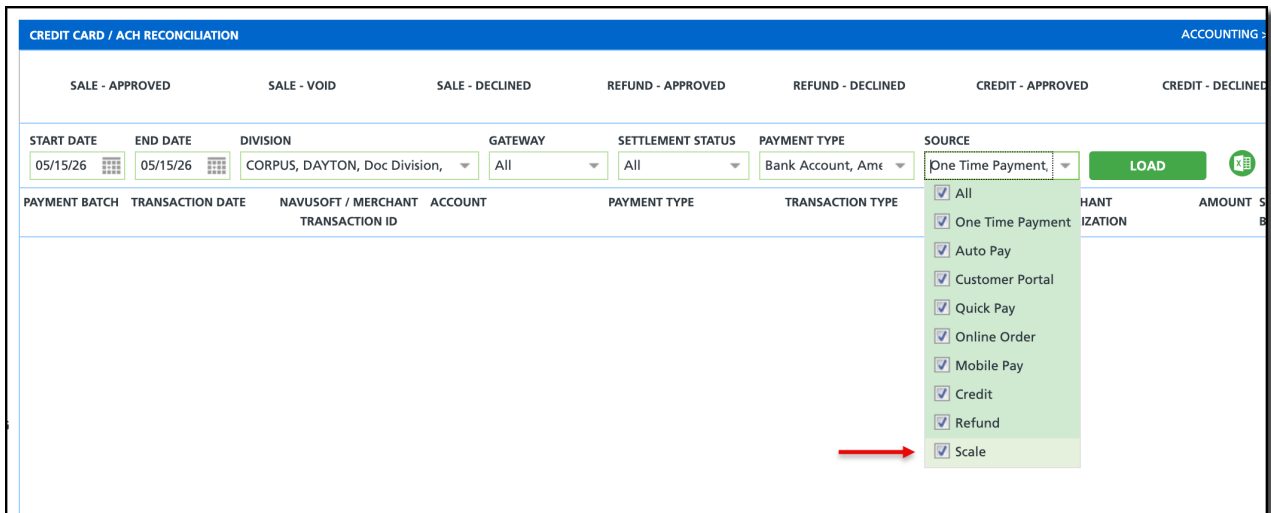 CREDIT CARD / ACH RECONCILIATION ACCOUNTING >
SALE - APPROVED SALE - VOID SALE - DECLINED REFUND - APPROVED REFUND - DECLINED CREDIT - APPROVED CREDIT - DECLINED
START DATE END DATE DIVISION GATEWAY SETTLEMENT STATUS PAYMENT TYPE SOURCE
05/15/26 05/15/26 CORPUS, DAYTON, Doc Division, All All Bank Account, Ame One Time Payment, LOAD
PAYMENT BATCH TRANSACTION DATE NAVUSOFT / MERCHANT ACCOUNT PAYMENT TYPE TRANSACTION TYPE HANT AMOUNT S
TRANSACTION ID IZATION B
All
One Time Payment
Auto Pay
Customer Portal
Quick Pay
Online Order
Mobile Pay
Credit
Refund
Scale